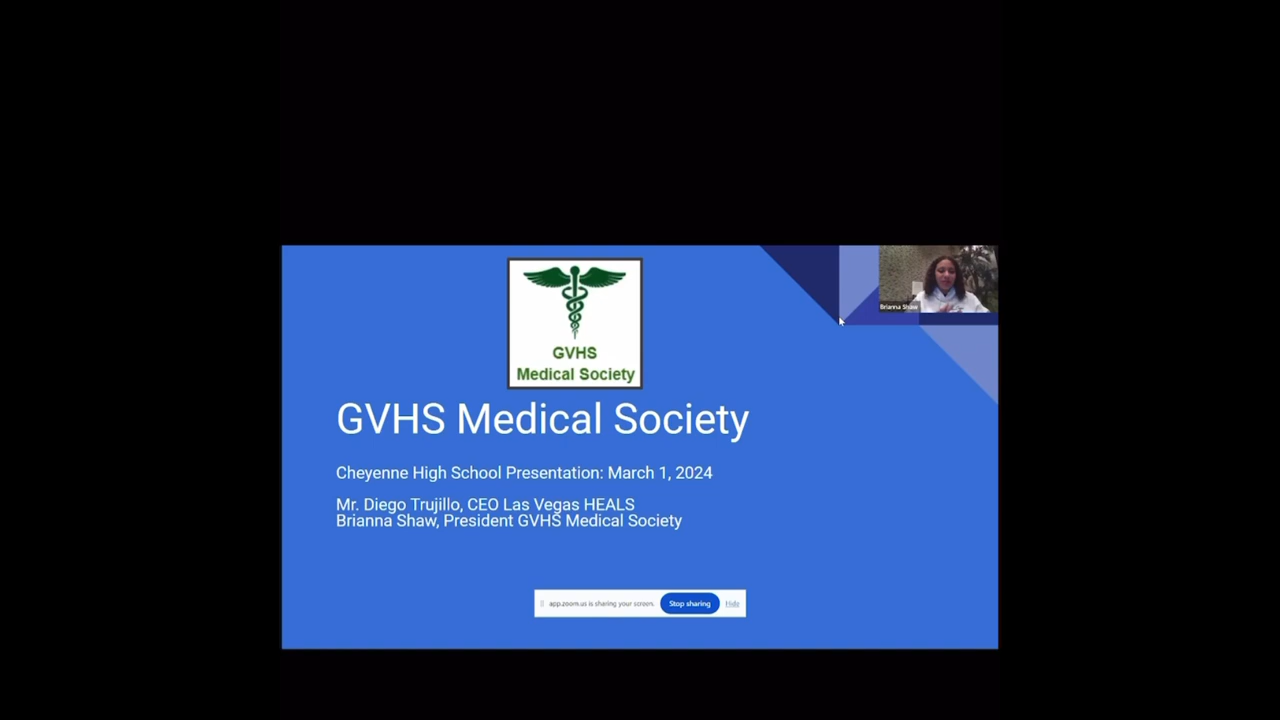 GVHS
Medical Society
Brianna Shaw
GVHS Medical Society
Cheyenne High School Presentation: March 1, 2024
Mr. Diego Trujillo, CEO Las Vegas HEALS
Brianna Shaw, President GVHS Medical Society
app.zoom.us is sharing your screen. Stop sharing Hide